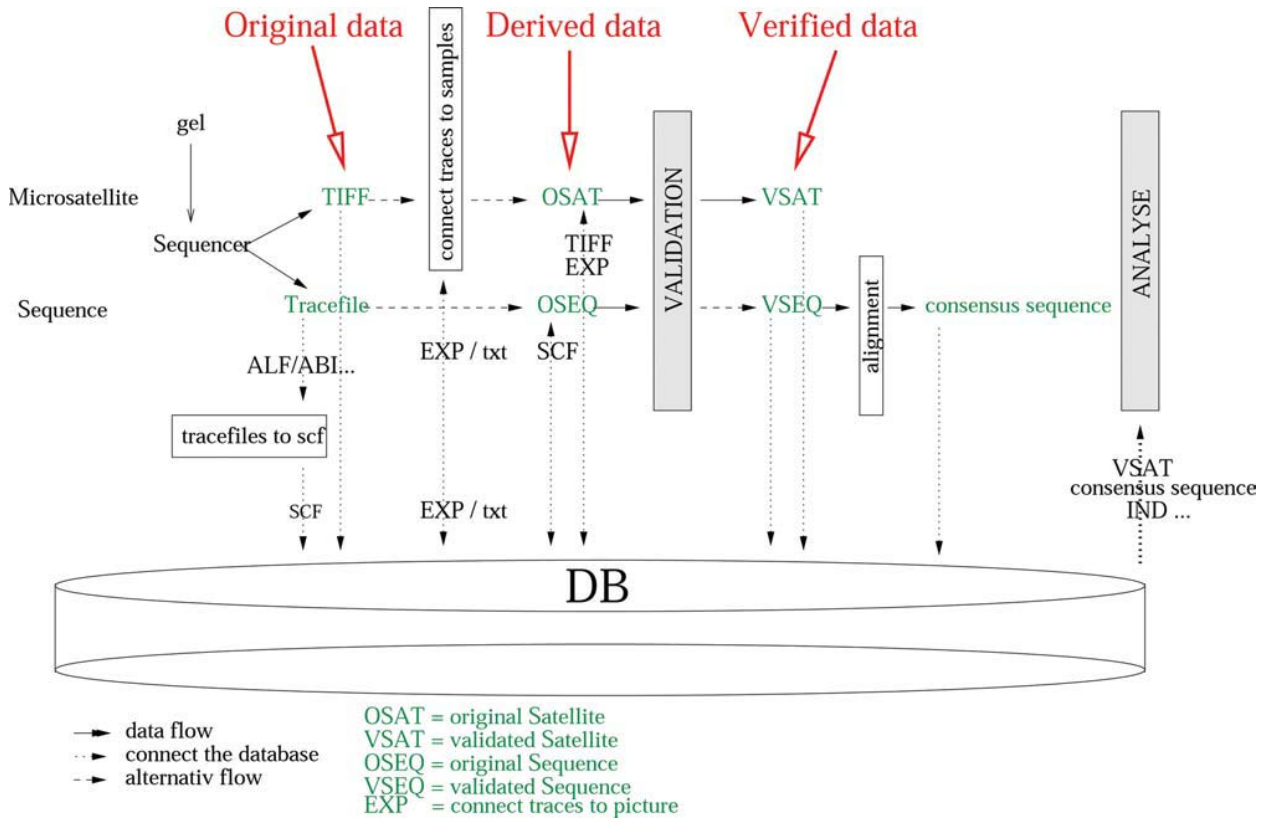 Original data
Derived data
Verified data
connect traces to samples
gel
Microsatellite
TIFF
OSAT
VALIDATION
VSAT
ANALYSE
Sequencer
TIFF
EXP
Sequence
Tracefile
OSEQ
VSEQ
alignment
consensus sequence
ALF/ABI...
EXP / txt
SCF
tracefiles to scf
SCF
EXP / txt
VSAT
consensus sequence
IND ...
DB
data flow
connect the database
alternativ flow
OSAT = original Satellite
VSAT = validated Satellite
OSEQ = original Sequence
VSEQ = validated Sequence
EXP = connect traces to picture